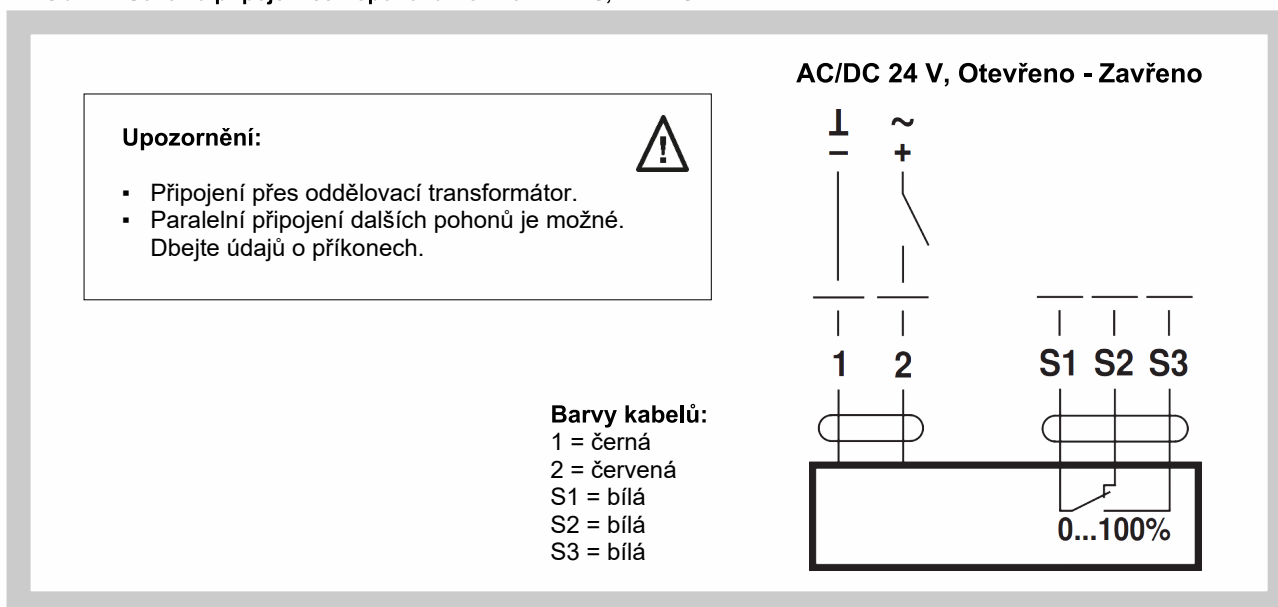 AC/DC 24 V, Otevřeno - Zavřeno
Upozornění:
▪ Připojení přes oddělovací transformátor.
▪ Paralelní připojení dalších pohonů je možné.
Dbejte údajů o příkonech.
⊥ ~
− +
1 2 S1 S2 S3
Barvy kabelů:
1 = černá
2 = červená
S1 = bílá
S2 = bílá
S3 = bílá
0...100%